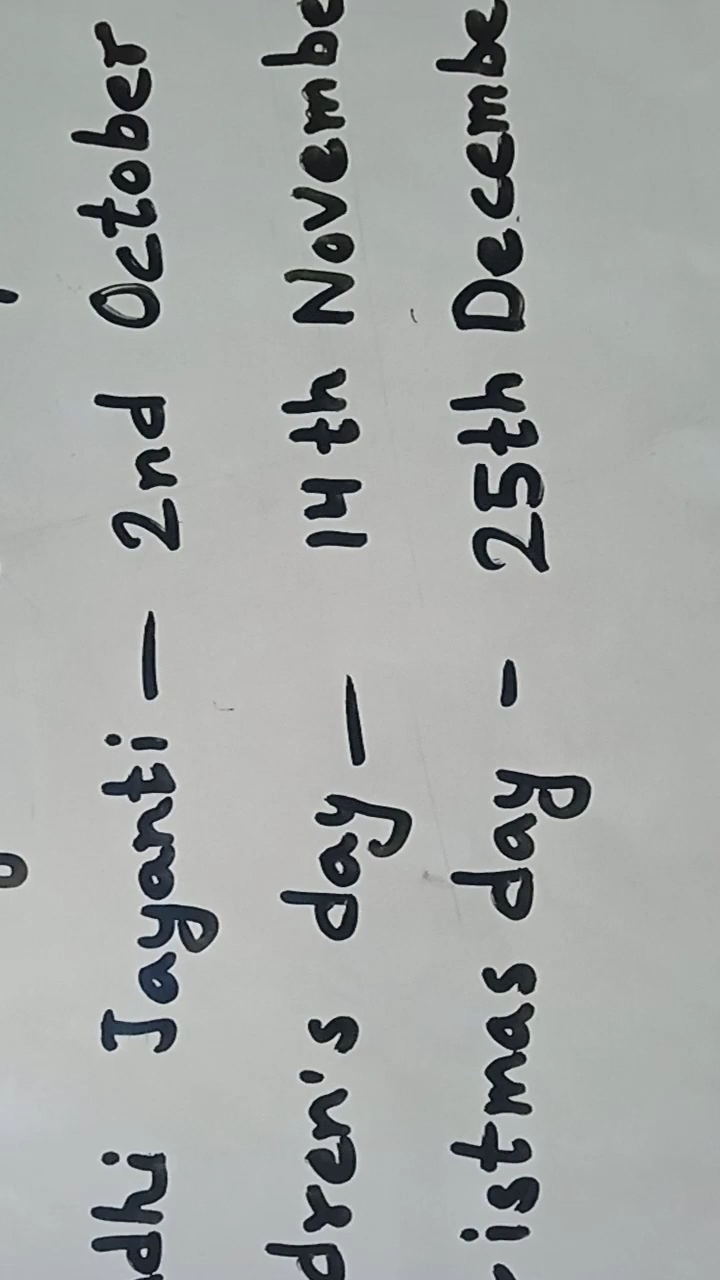 dhi Jayanti - 2nd October
dren's day - 14th Novembe
istmas day - 25th Decembe